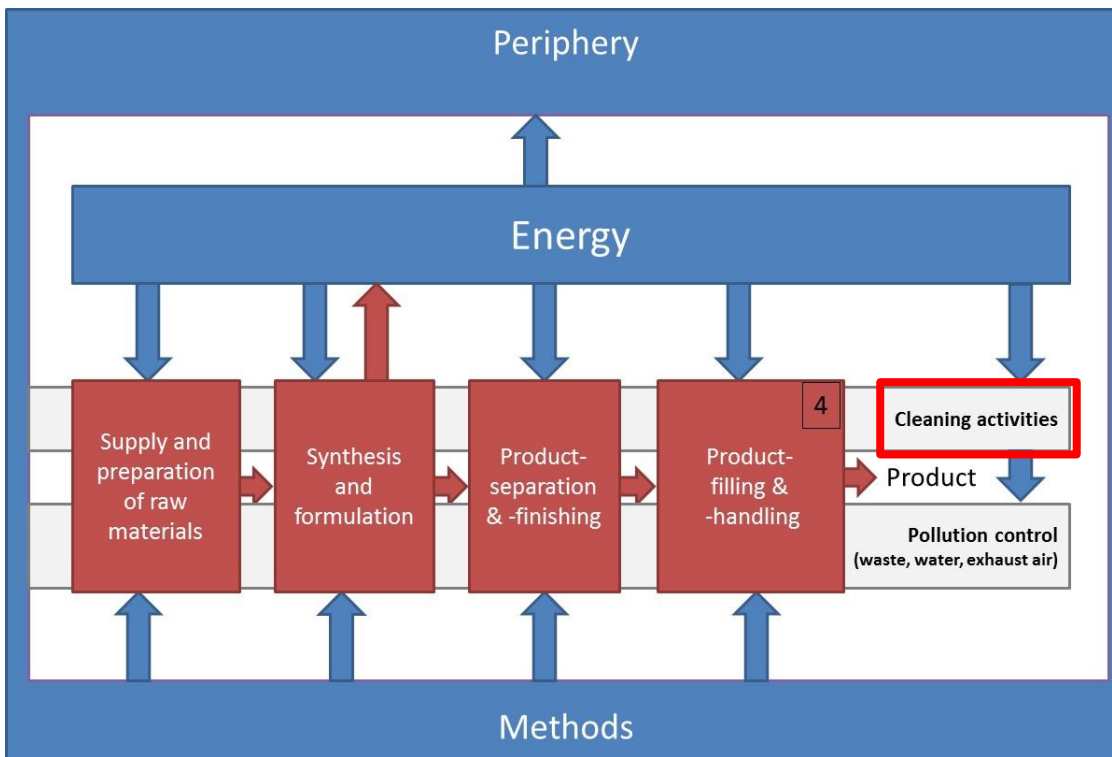 Periphery
Energy
Supply and
preparation
of raw
materials
Synthesis
and
formulation
Product-
separation
& -finishing
4
Product-
filling &
-handling
Cleaning activities
Product
Pollution control
(waste, water, exhaust air)
Methods